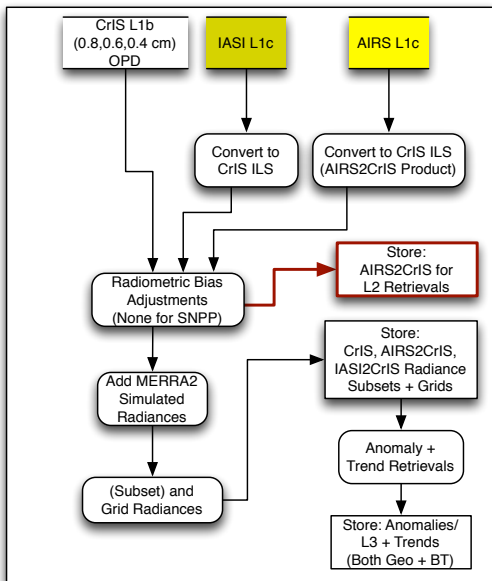 CrIS L1b
(0.8,0.6,0.4 cm)
OPD
IASI L1c
AIRS L1c
Convert to
CrIS ILS
Convert to CrIS ILS
(AIRS2CrIS Product)
Radiometric Bias
Adjustments
(None for SNPP)
Store:
AIRS2CrIS for
L2 Retrievals
Add MERRA2
Simulated
Radiances
Store:
CrIS, AIRS2CrIS,
IASI2CrIS Radiance
Subsets + Grids
(Subset) and
Grid Radiances
Anomaly +
Trend Retrievals
Store: Anomalies/
L3 + Trends
(Both Geo + BT)